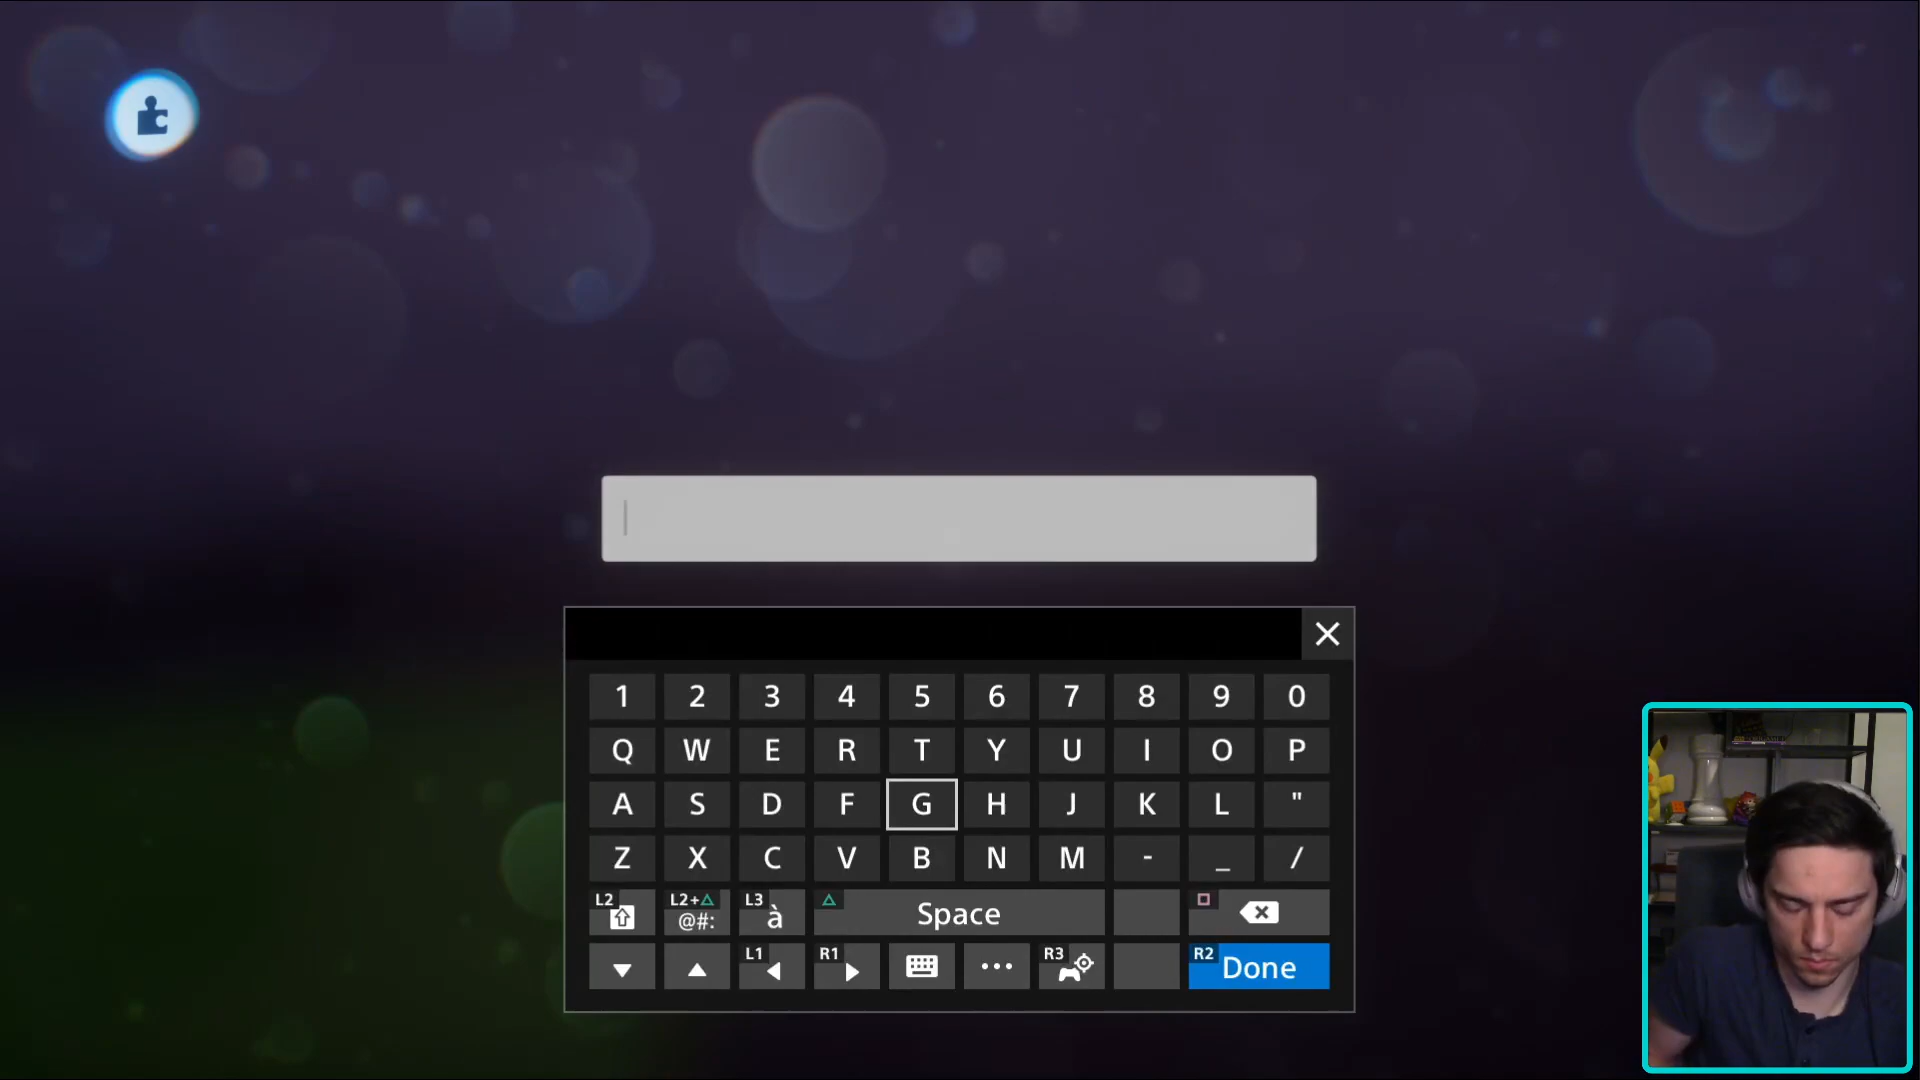 1 2 3 4 5 6 7 8 9 0
Q W E R T Y U I O P
A S D F G H J K L "
Z X C V B N M - _ /
L2 L2+△ @#: L3 à △ Space
L1 R1 ... R3 R2 Done